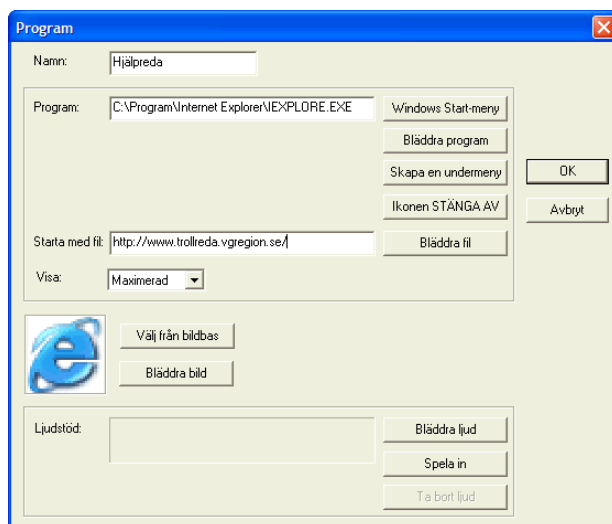 Program
Namn: Hjälpreda
Program: C:\Program\Internet Explorer\IEXPLORE.EXE
Windows Start-meny
Bläddra program
Skapa en undermeny
OK
Ikonen STÄNGA AV
Avbryt
Starta med fil: http://www.trollreda.vgregion.se/
Bläddra fil
Visa: Maximerad
Välj från bildbas
Bläddra bild
Ljudstöd:
Bläddra ljud
Spela in
Ta bort ljud